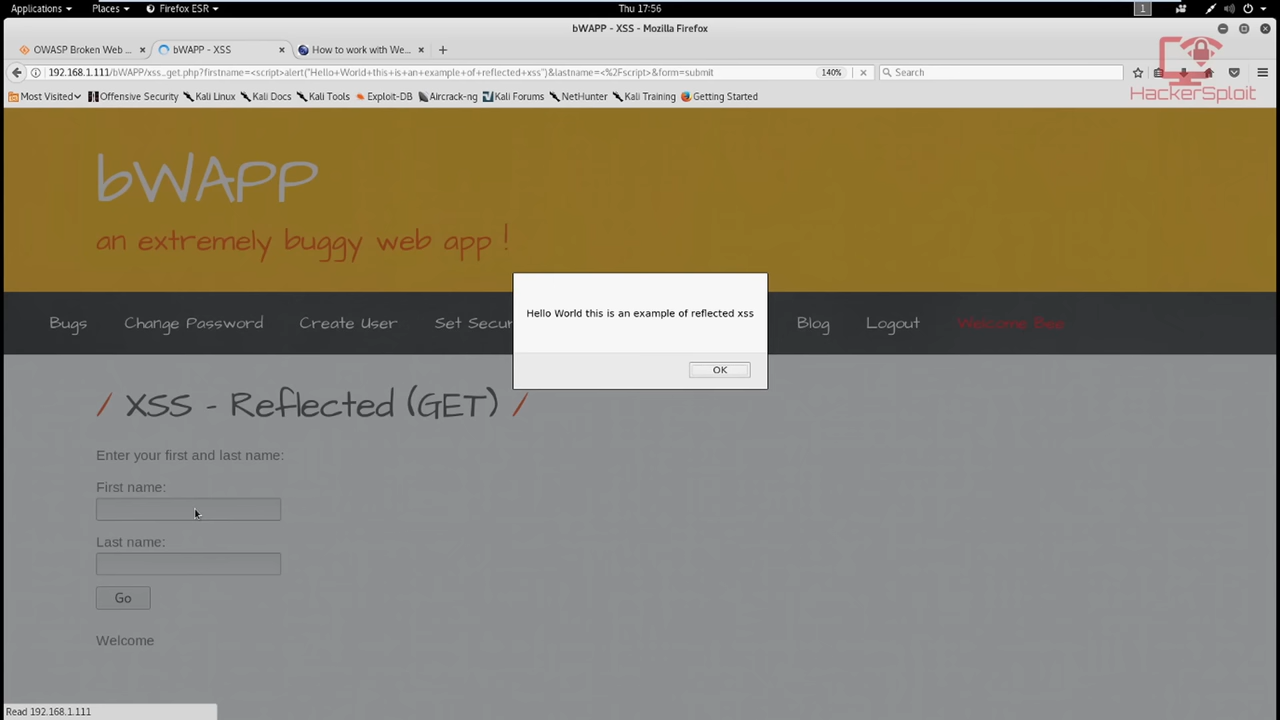 Applications Places Firefox ESR Thu 17:56 1
bWAPP - XSS - Mozilla Firefox
OWASP Broken Web ... × bWAPP - XSS × How to work with We... × +
192.168.1.111/bWAPP/xss_get.php?firstname=<script>alert("Hello+World+this+is+an+example+of+reflected+xss")&lastname=<%2Fscript>&form=submit 140% Search
Most Visited Offensive Security Kali Linux Kali Docs Kali Tools Exploit-DB Aircrack-ng Kali Forums NetHunter Kali Training Getting Started
HackerSploit
bWAPP
an extremely buggy web app !
Bugs Change Password Create User Set Secur Blog Logout Welcome Bee
Hello World this is an example of reflected xss
OK
/ XSS - Reflected (GET) /
Enter your first and last name:
First name:
Last name:
Go
Welcome
Read 192.168.1.111